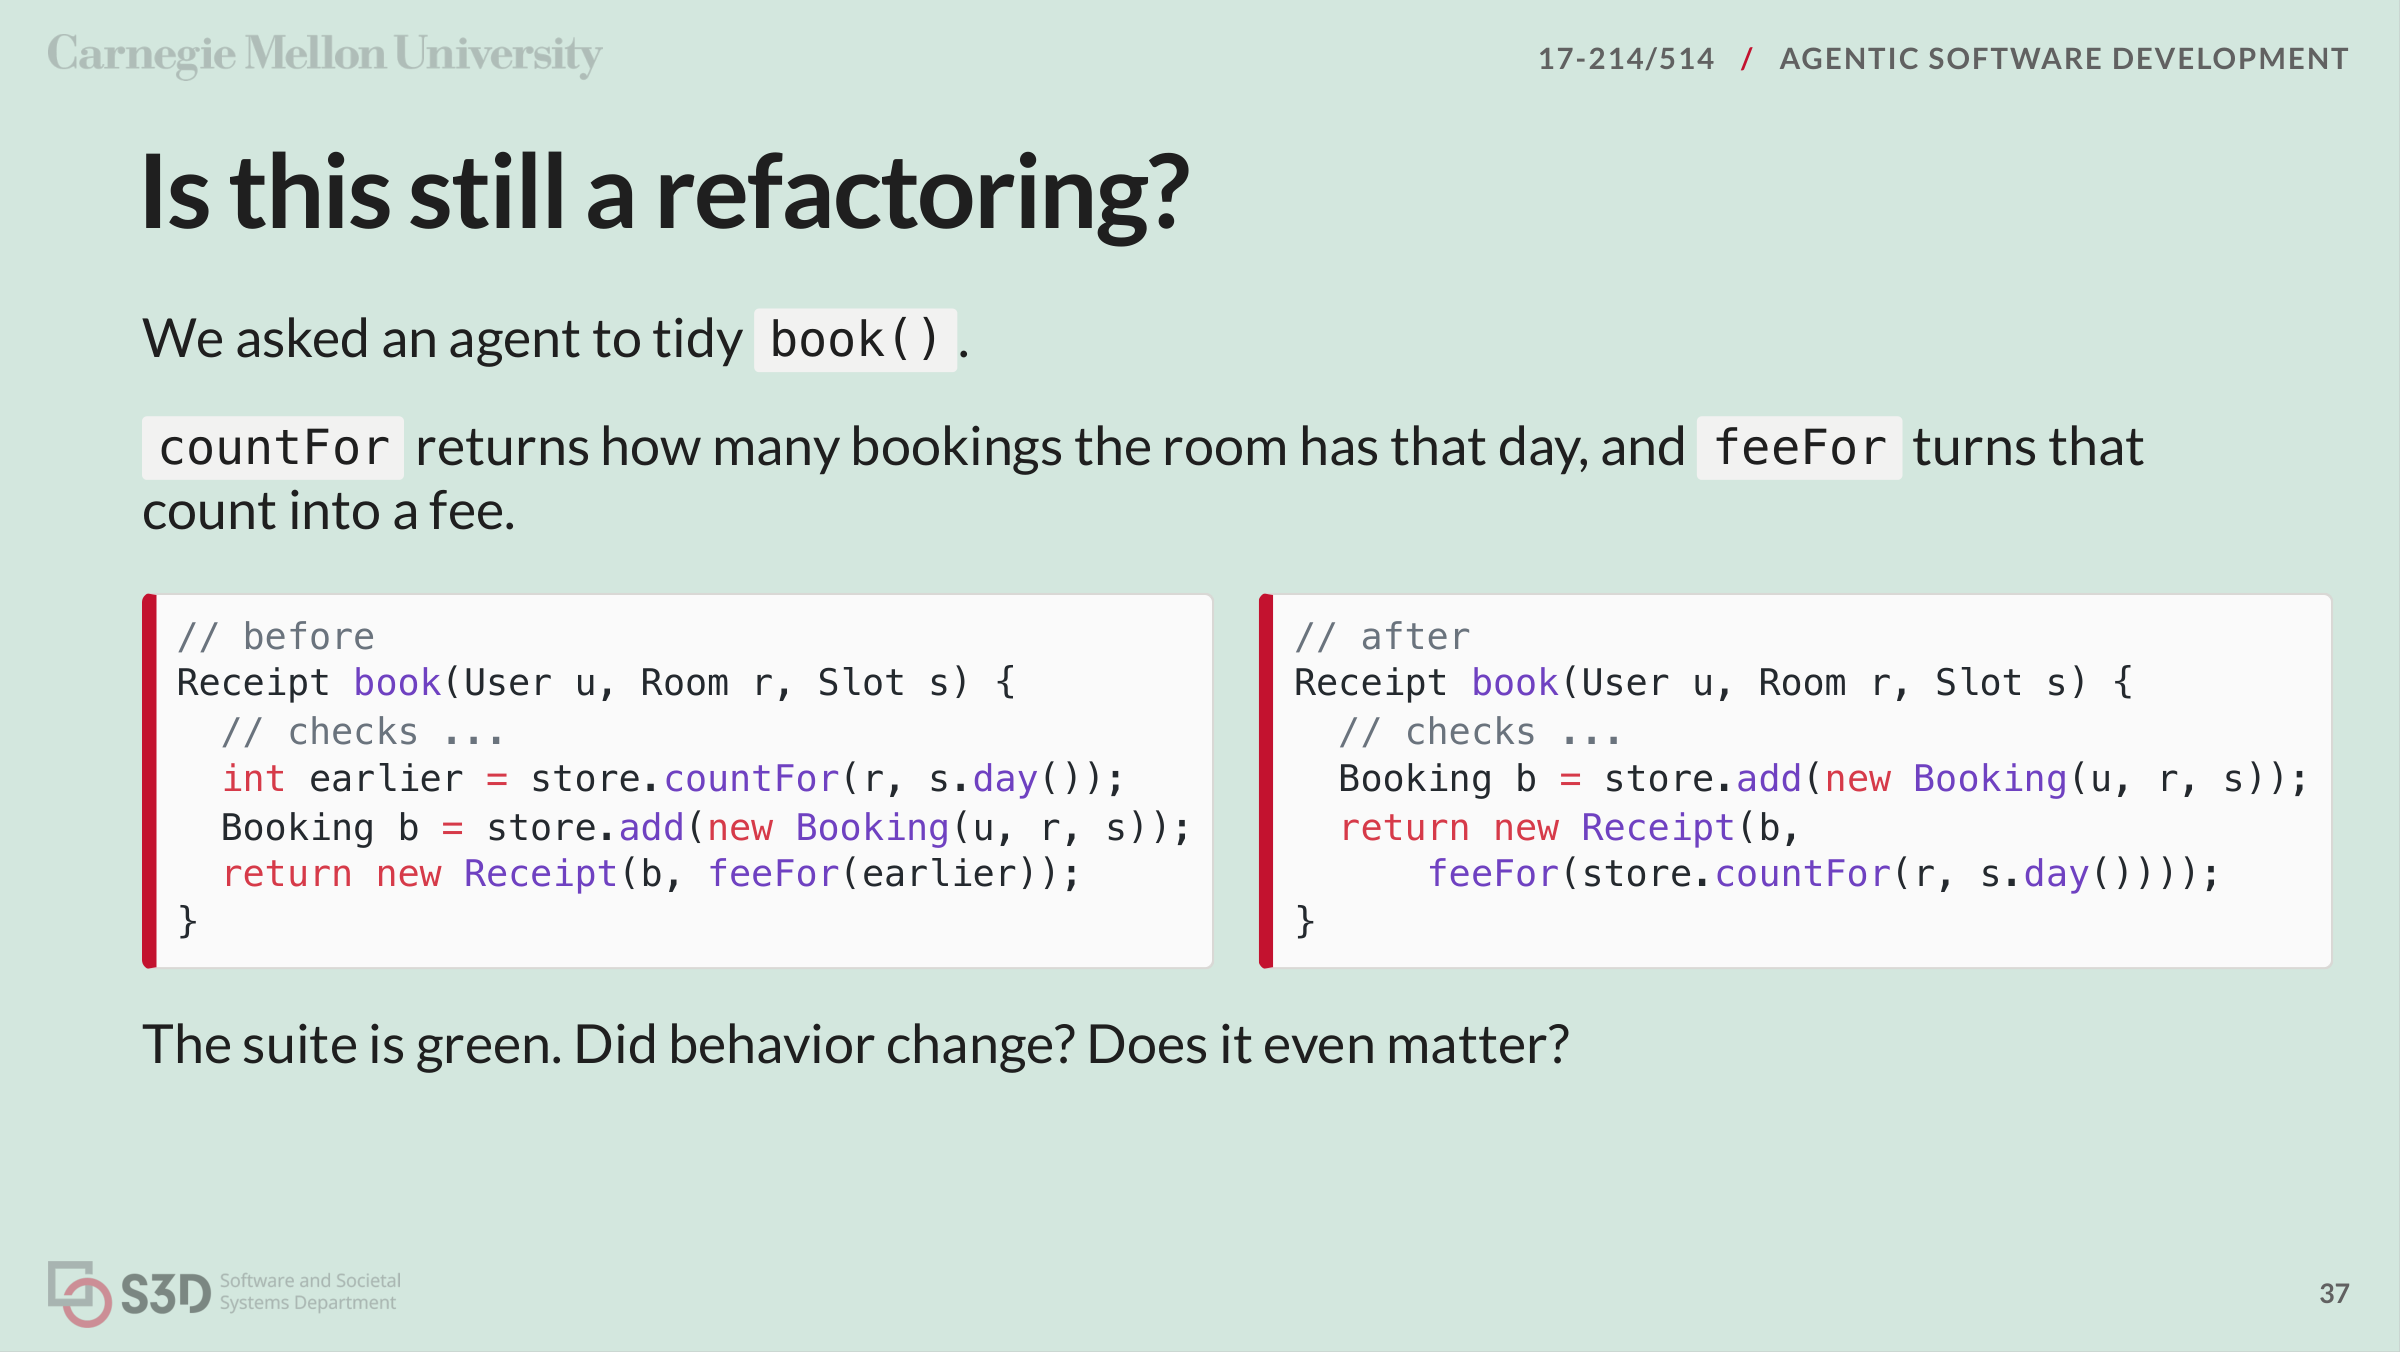 Carnegie Mellon University
17-214/514 / AGENTIC SOFTWARE DEVELOPMENT
Is this still a refactoring?
We asked an agent to tidy book().
countFor returns how many bookings the room has that day, and feeFor turns that
count into a fee.
// before
Receipt book(User u, Room r, Slot s) {
  // checks ...
  int earlier = store.countFor(r, s.day());
  Booking b = store.add(new Booking(u, r, s));
  return new Receipt(b, feeFor(earlier));
}
// after
Receipt book(User u, Room r, Slot s) {
  // checks ...
  Booking b = store.add(new Booking(u, r, s));
  return new Receipt(b,
      feeFor(store.countFor(r, s.day())));
}
The suite is green. Did behavior change? Does it even matter?
S3D Software and Societal
Systems Department
37